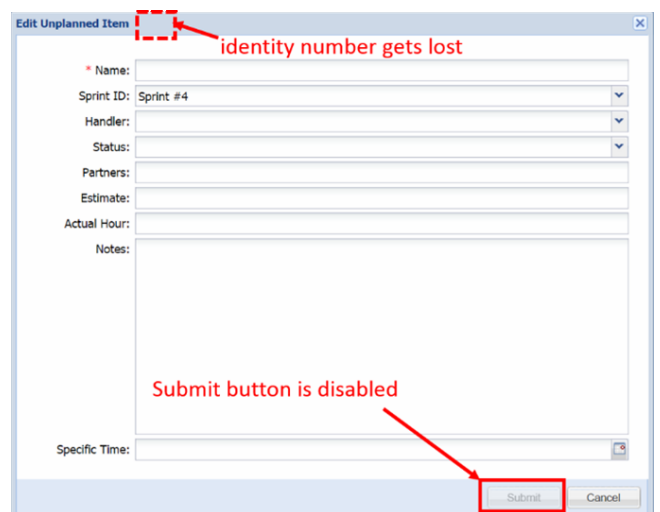 Edit Unplanned Item
identity number gets lost
* Name:
Sprint ID: Sprint #4
Handler:
Status:
Partners:
Estimate:
Actual Hour:
Notes:
Submit button is disabled
Specific Time:
Submit Cancel